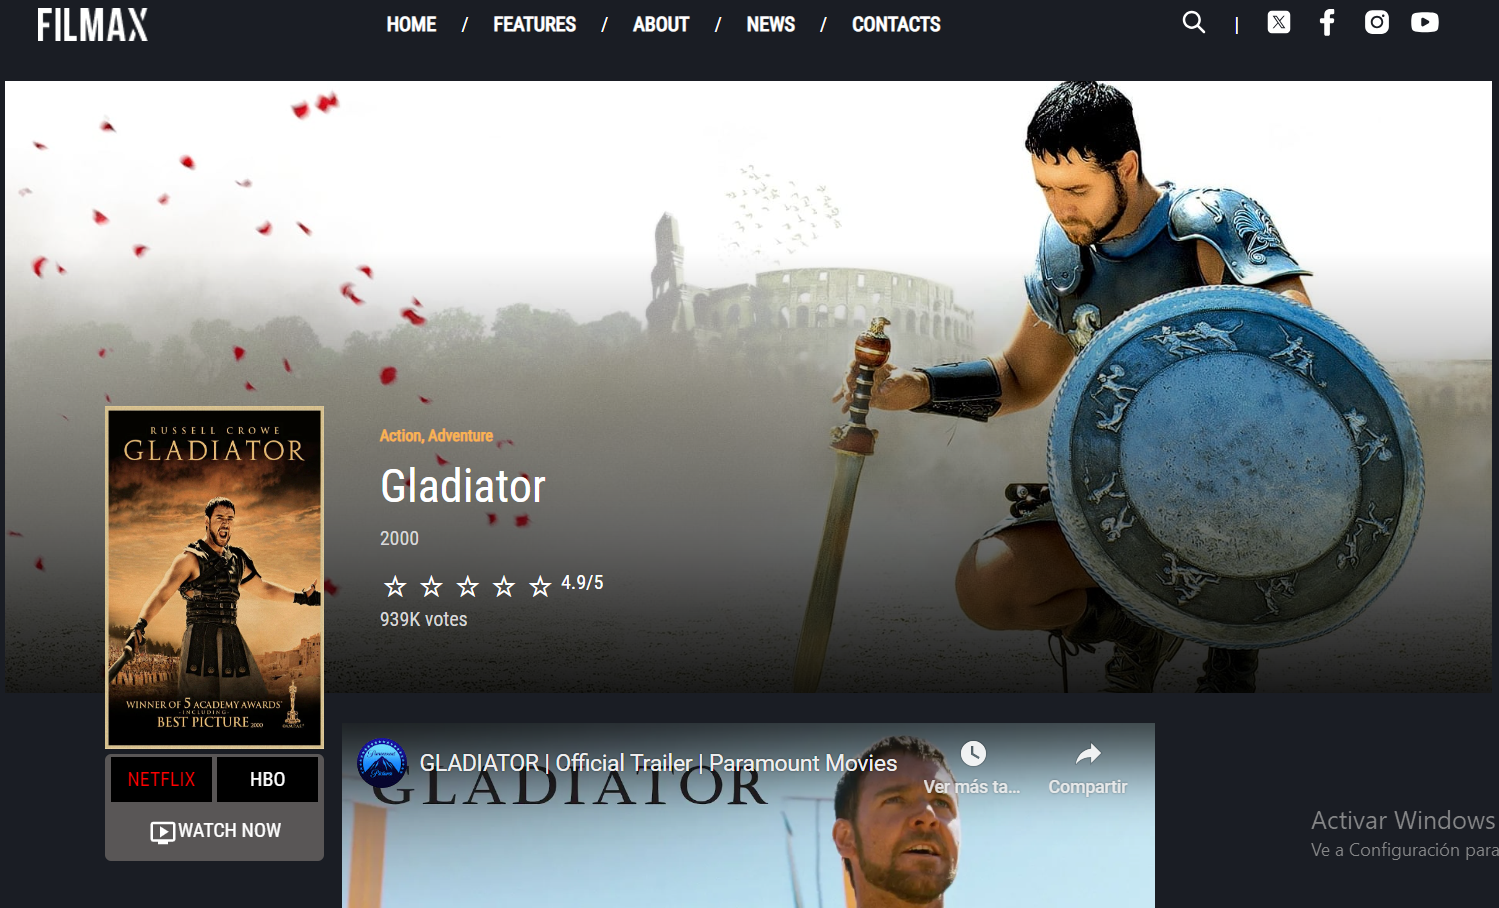 FILMAX
HOME / FEATURES / ABOUT / NEWS / CONTACTS
|
Action, Adventure
Gladiator
2000
4.9/5
939K votes
RUSSELL CROWE
GLADIATOR
WINNER OF 5 ACADEMY AWARDS
-INCLUDING-
BEST PICTURE 2000
NETFLIX
HBO
WATCH NOW
GLADIATOR | Official Trailer | Paramount Movies
Ver más ta...
Compartir
GLADIATOR
Activar Windows
Ve a Configuración para